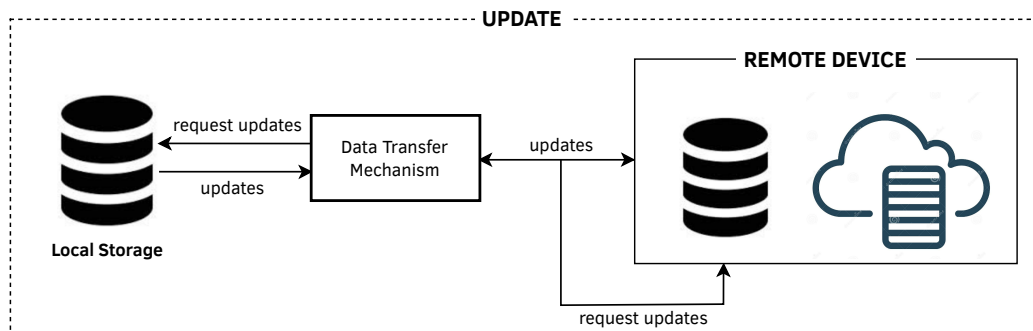 UPDATE
REMOTE DEVICE
request updates
Data Transfer
Mechanism
updates
updates
Local Storage
request updates